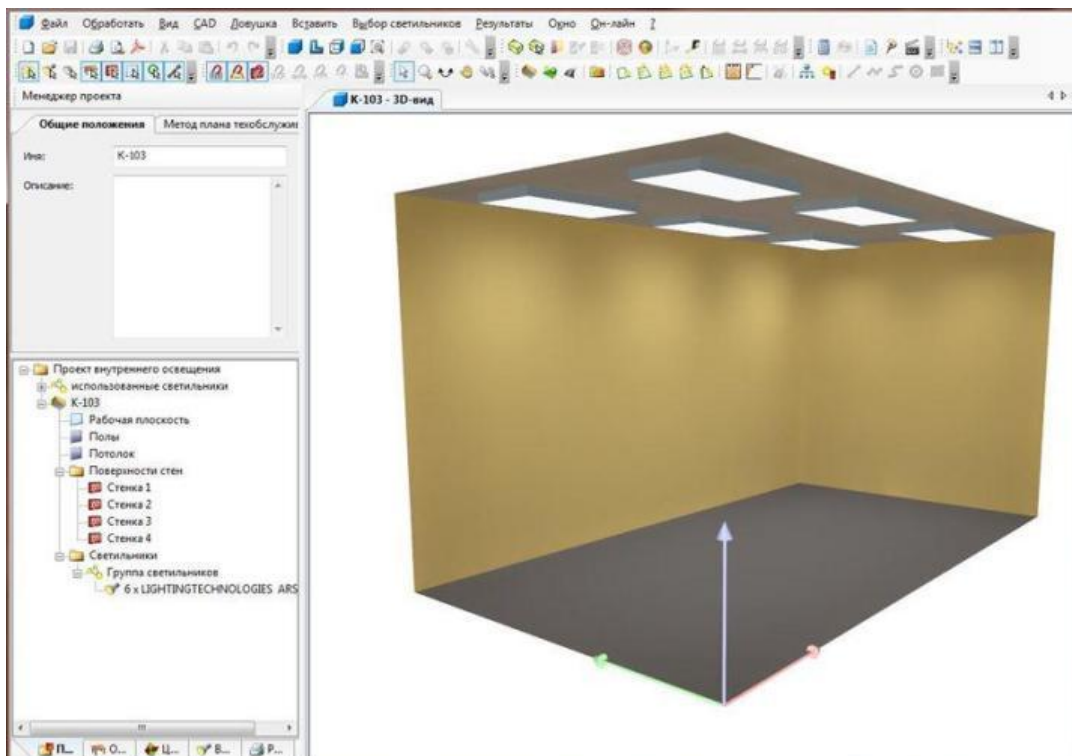 Файл Обработать Вид CAD Довушка Вставить Выбор светильников Результаты Окно Он-лайн ?
Менеджер проекта
К-103 - 3D-вид
Общие положения Метод плана техобслужив
Имя: К-103
Описание:
Проект внутреннего освещения
использованные светильники
К-103
Рабочая плоскость
Полы
Потолок
Поверхности стен
Стенка 1
Стенка 2
Стенка 3
Стенка 4
Светильники
Группа светильников
6 x LIGHTINGTECHNOLOGIES ARS
П... О... Ц... В... Р...